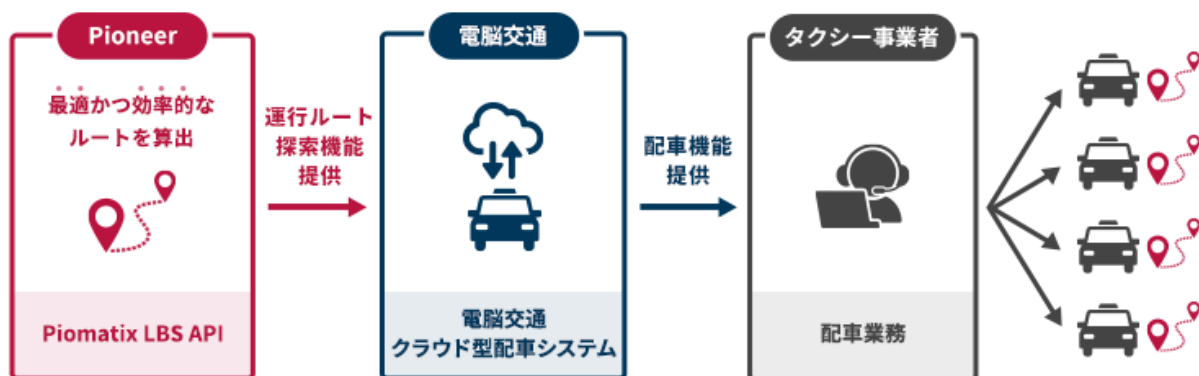 Pioneer
最適かつ効率的な
ルートを算出
Piomatix LBS API
運行ルート
探索機能
提供
電脳交通
電脳交通
クラウド型配車システム
配車機能
提供
タクシー事業者
配車業務